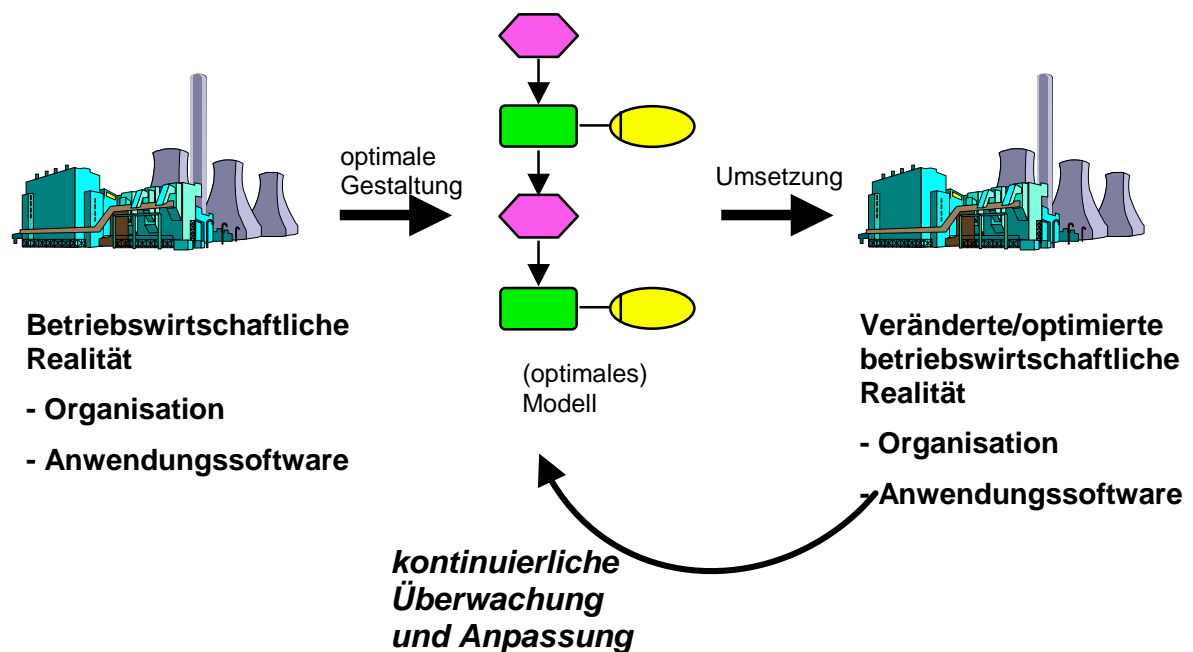 optimale
Gestaltung
Umsetzung
Betriebswirtschaftliche
Realität
- Organisation
- Anwendungssoftware
(optimales)
Modell
Veränderte/optimierte
betriebswirtschaftliche
Realität
- Organisation
- Anwendungssoftware
kontinuierliche
Überwachung
und Anpassung